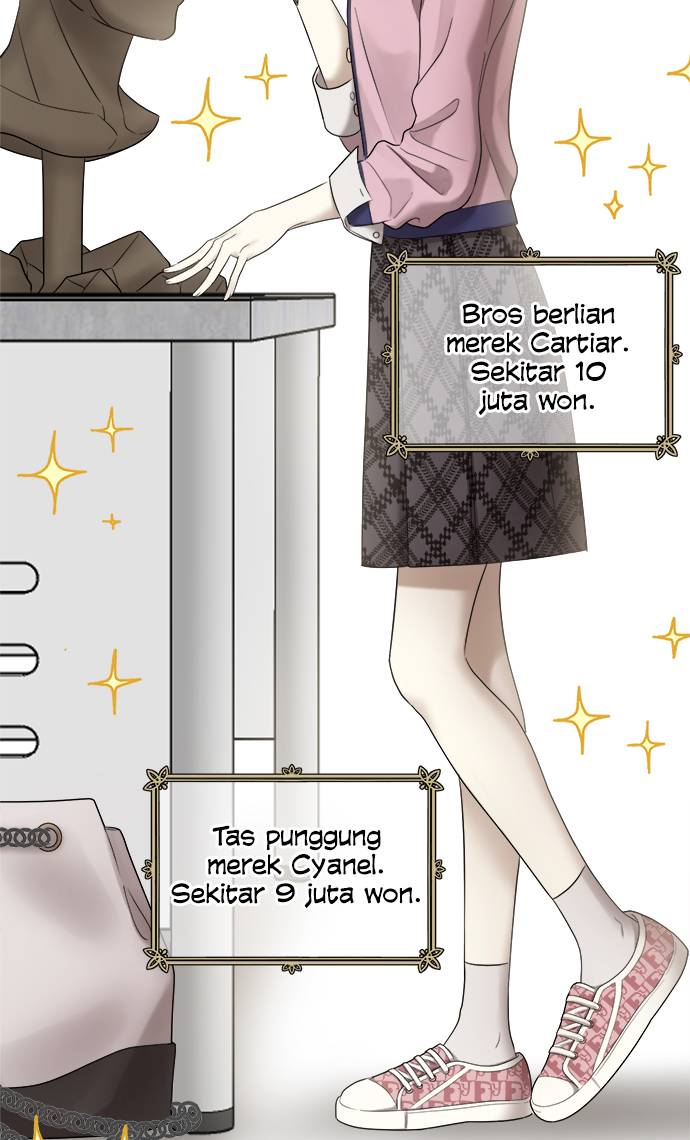 Bros berlian
merek Cartiar.
Sekitar 10
juta won.
Tas punggung
merek Cyanel.
Sekitar 9 juta won.